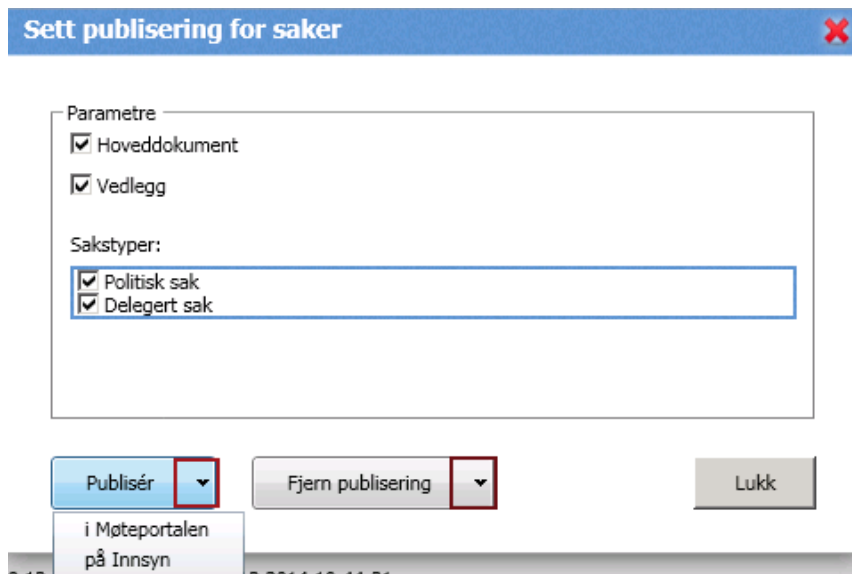 Sett publisering for saker
Parametre
Hoveddokument
Vedlegg
Sakstyper:
Politisk sak
Delegert sak
Publisér
Fjern publisering
Lukk
i Møteportalen
på Innsyn